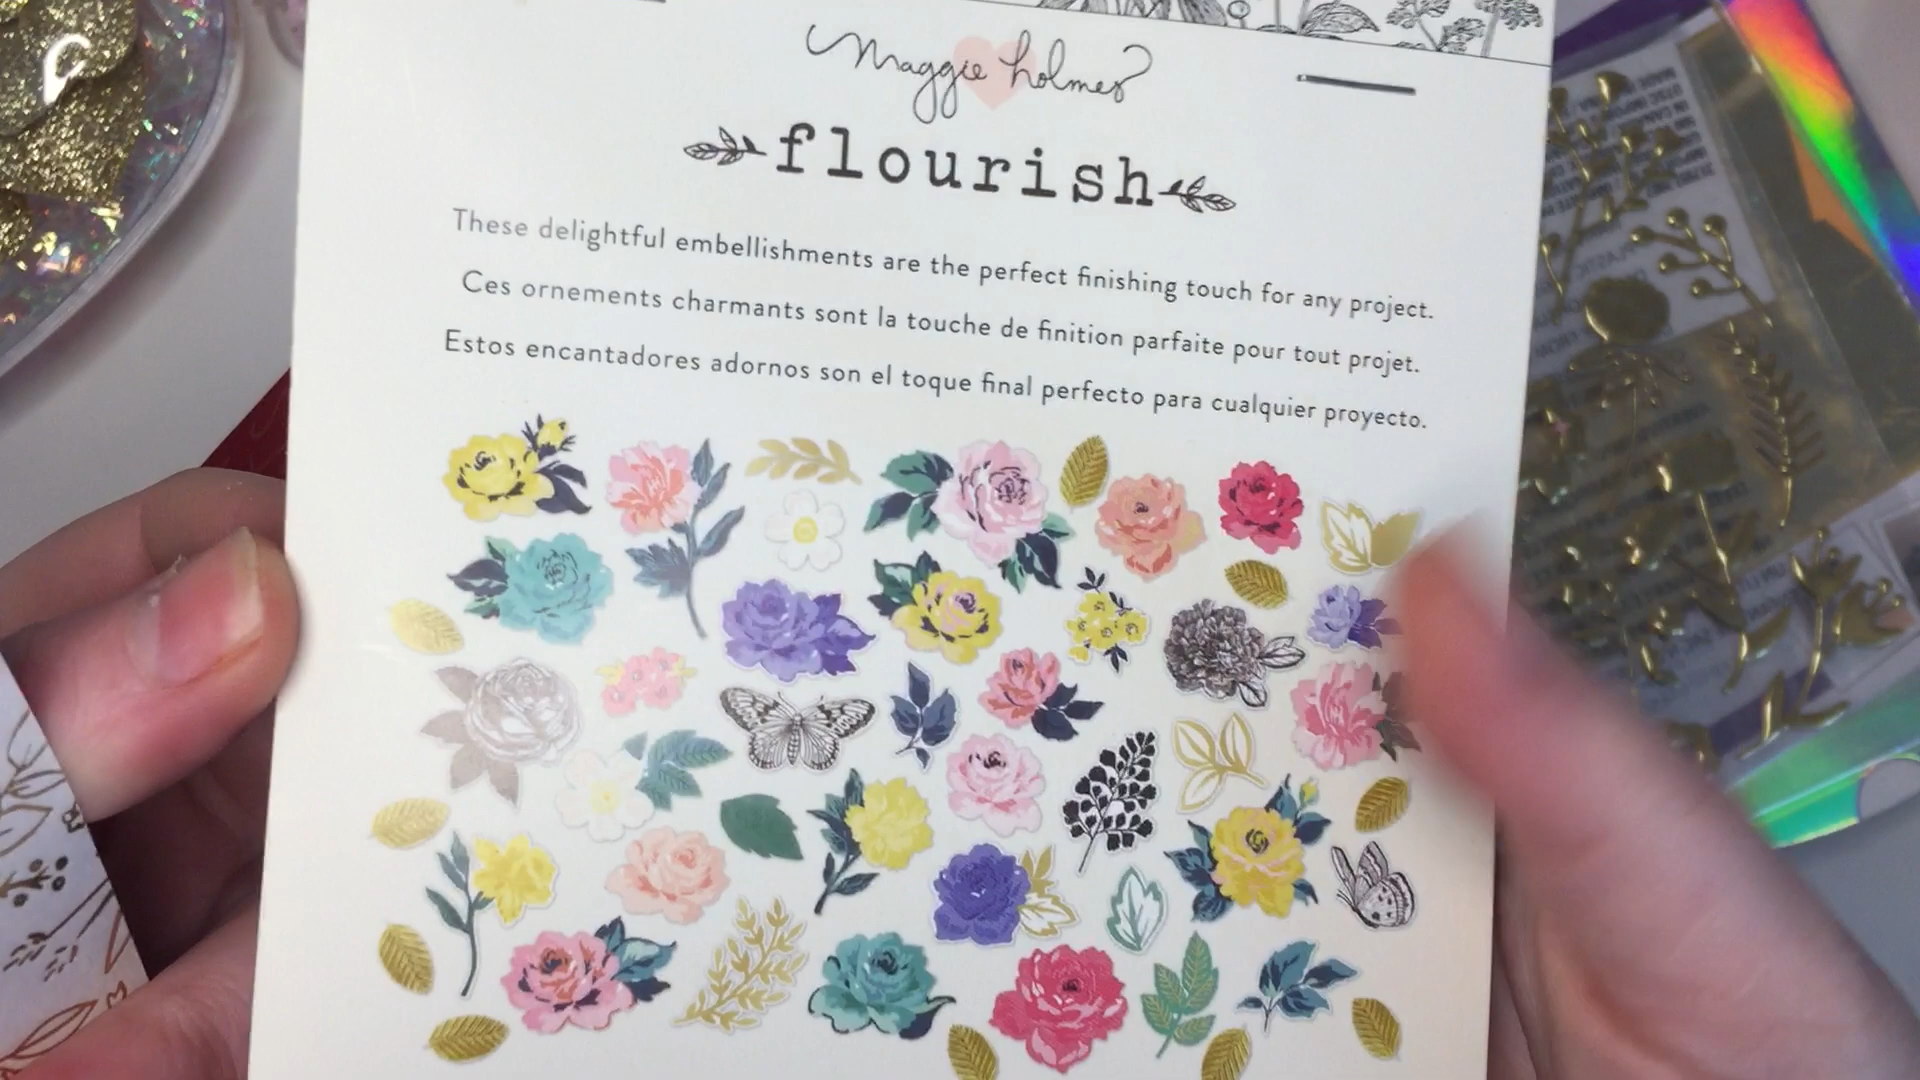 maggie holmes
flourish
These delightful embellishments are the perfect finishing touch for any project.
Ces ornements charmants sont la touche de finition parfaite pour tout projet.
Estos encantadores adornos son el toque final perfecto para cualquier proyecto.